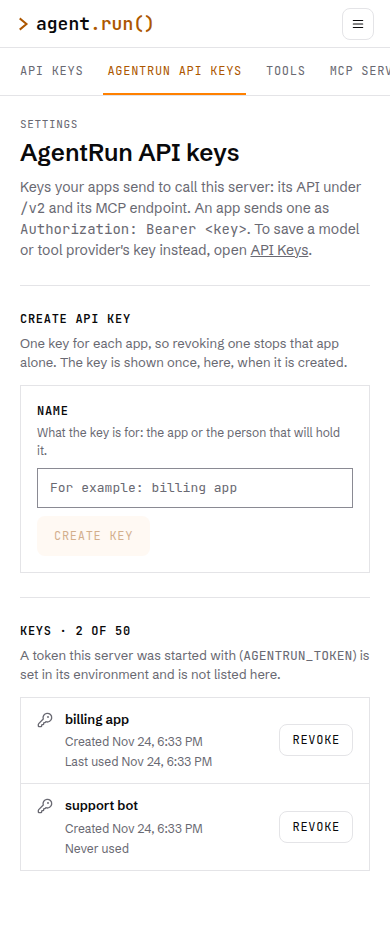 agent.run()
API KEYS AGENTRUN API KEYS TOOLS MCP SERV
SETTINGS
AgentRun API keys
Keys your apps send to call this server: its API under
/v2 and its MCP endpoint. An app sends one as
Authorization: Bearer <key>. To save a model
or tool provider's key instead, open API Keys.
CREATE API KEY
One key for each app, so revoking one stops that app
alone. The key is shown once, here, when it is created.
NAME
What the key is for: the app or the person that will hold
it.
For example: billing app
CREATE KEY
KEYS · 2 OF 50
A token this server was started with (AGENTRUN_TOKEN) is
set in its environment and is not listed here.
billing app
Created Nov 24, 6:33 PM
Last used Nov 24, 6:33 PM
REVOKE
support bot
Created Nov 24, 6:33 PM
Never used
REVOKE